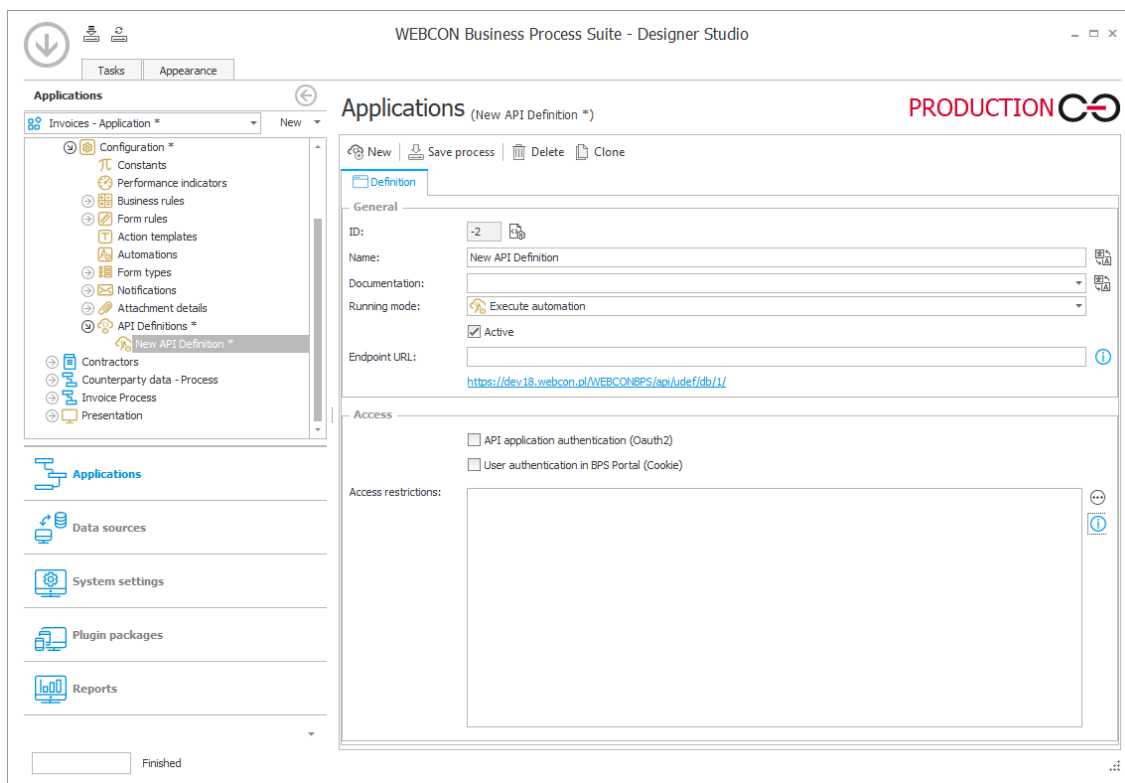 WEBCON Business Process Suite - Designer Studio
Tasks
Appearance
Applications
Invoices - Application *
New
Configuration *
Constants
Performance indicators
Business rules
Form rules
Action templates
Automations
Form types
Notifications
Attachment details
API Definitions *
New API Definition *
Contractors
Counterparty data - Process
Invoice Process
Presentation
Applications
Data sources
System settings
Plugin packages
Reports
Finished
Applications (New API Definition *)
PRODUCTION
New
Save process
Delete
Clone
Definition
General
ID:
-2
Name:
New API Definition
Documentation:
Running mode:
Execute automation
Active
Endpoint URL:
https://dev18.webcon.pl/WEBCONBPS/api/udef/db/1/
Access
API application authentication (Oauth2)
User authentication in BPS Portal (Cookie)
Access restrictions: